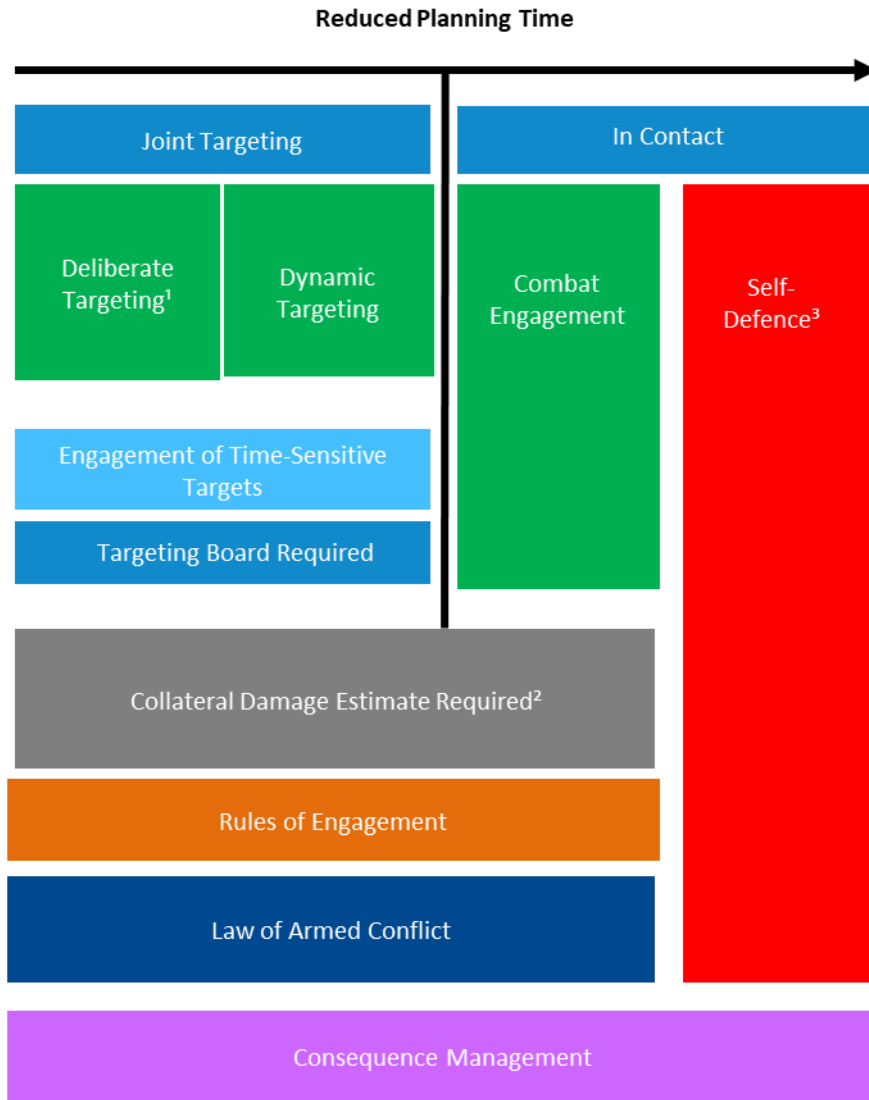 Reduced Planning Time
Joint Targeting
In Contact
Deliberate
Targeting¹
Dynamic
Targeting
Combat
Engagement
Self-
Defence³
Engagement of Time-Sensitive
Targets
Targeting Board Required
Collateral Damage Estimate Required²
Rules of Engagement
Law of Armed Conflict
Consequence Management